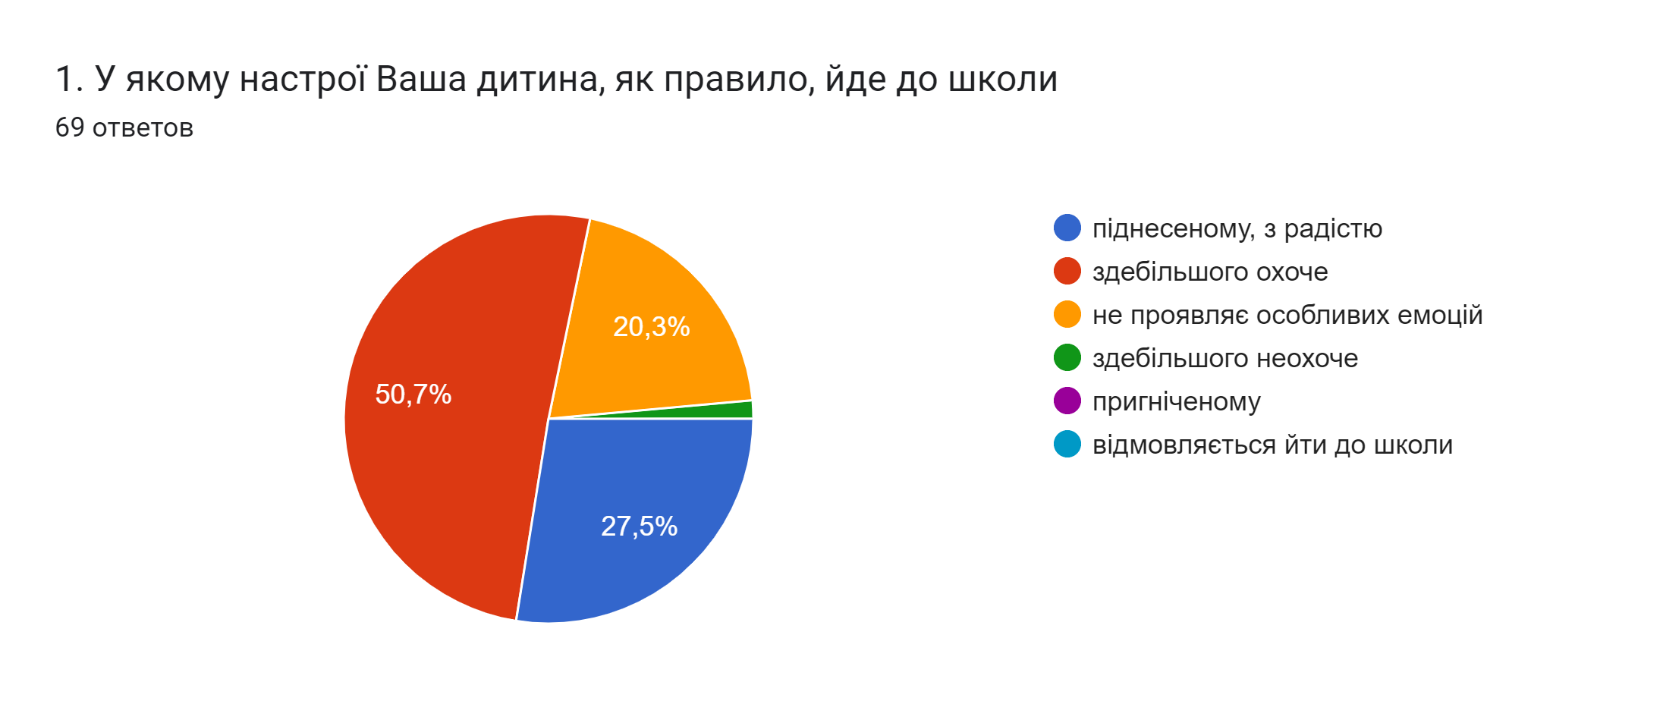 1. У якому настрої Ваша дитина, як правило, йде до школи
69 ответов
50,7%
20,3%
27,5%
піднесеному, з радістю
здебільшого охоче
не проявляє особливих емоцій
здебільшого неохоче
пригніченому
відмовляється йти до школи